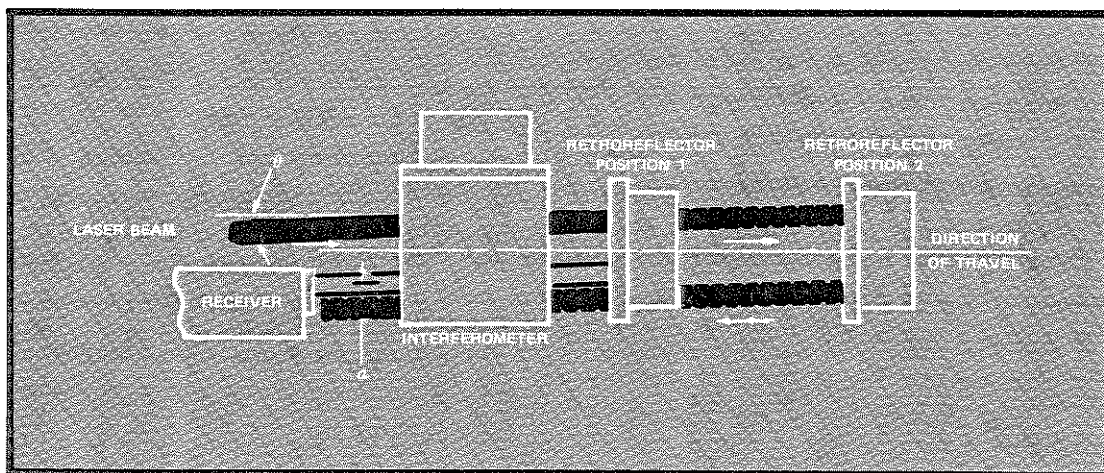 RETROREFLECTOR
POSITION 1
RETROREFLECTOR
POSITION 2
θ
LASER BEAM
DIRECTION
OF TRAVEL
RECEIVER
INTERFEROMETER